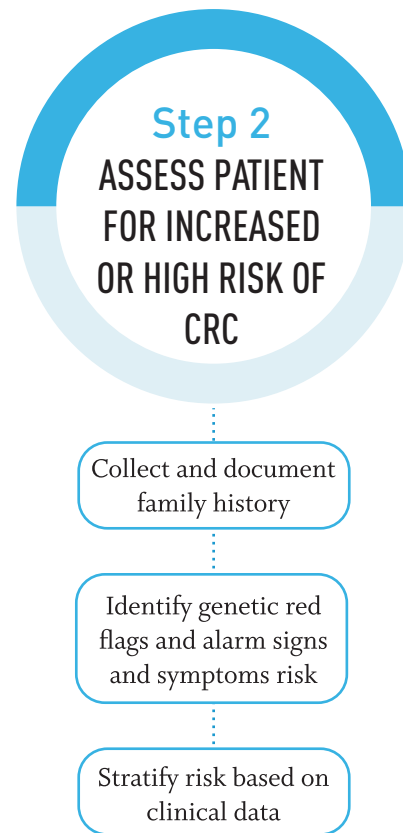 Step 2
ASSESS PATIENT
FOR INCREASED
OR HIGH RISK OF
CRC
Collect and document
family history
Identify genetic red
flags and alarm signs
and symptoms risk
Stratify risk based on
clinical data